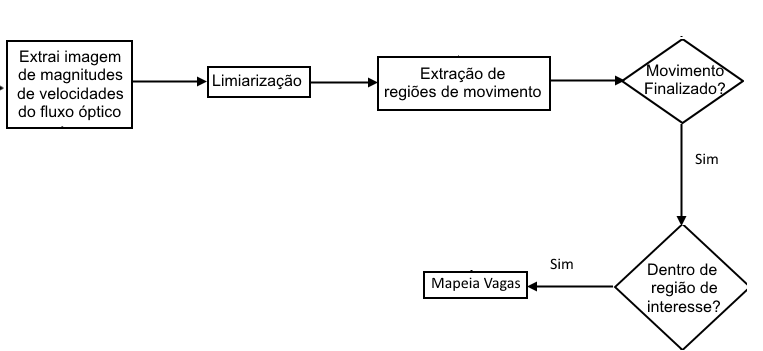 Extrai imagem
de magnitudes
de velocidades
do fluxo óptico
Limiarização
Extração de
regiões de movimento
Movimento
Finalizado?
Sim
Dentro de
região de
interesse?
Sim
Mapeia Vagas